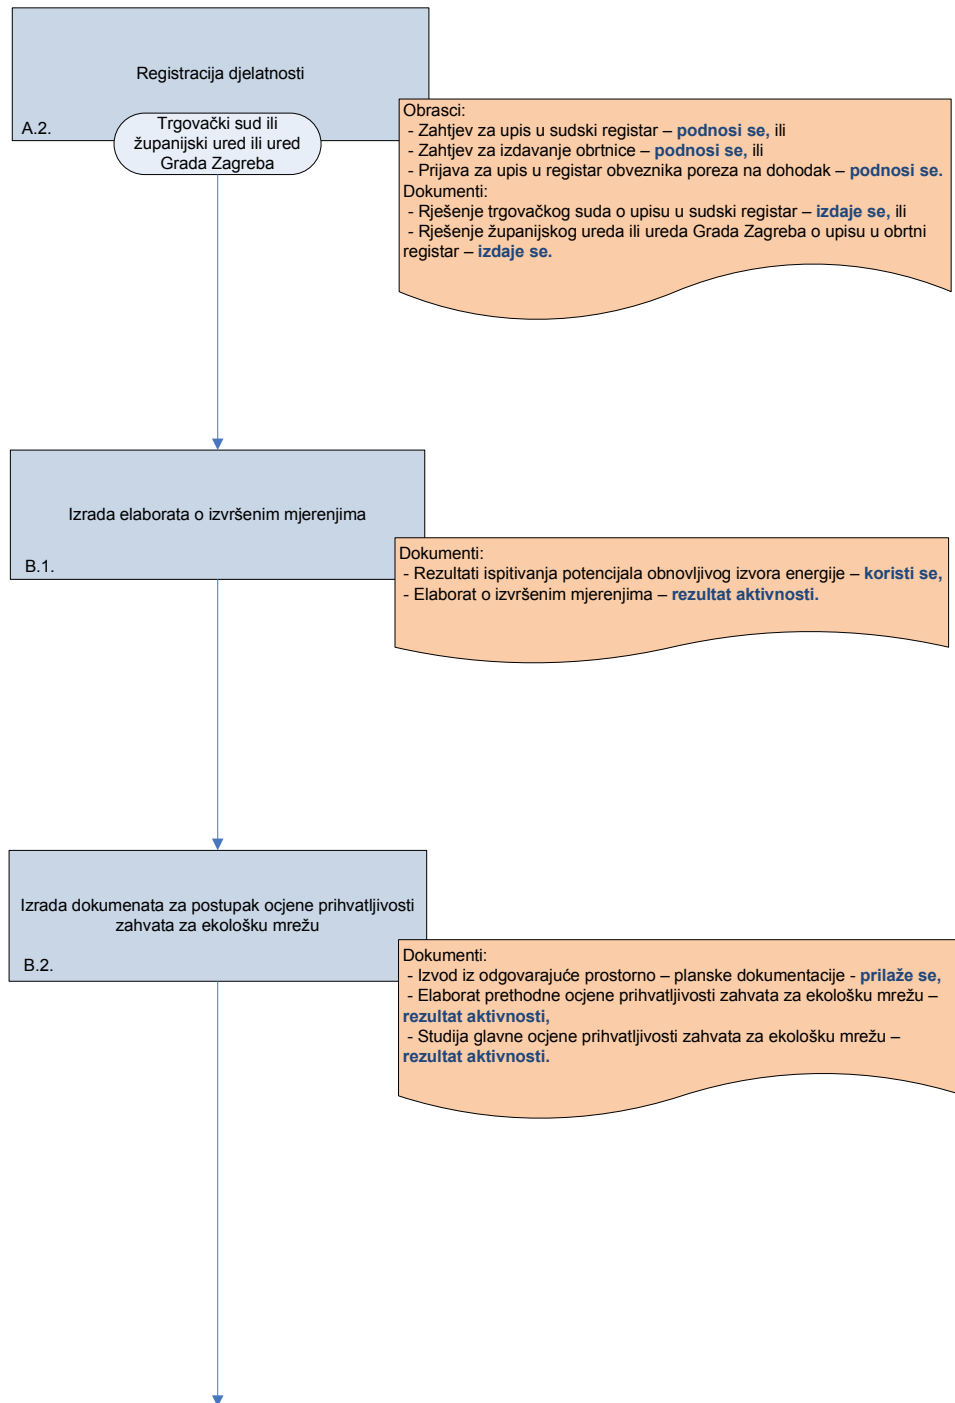 Registracija djelatnosti
A.2.
Trgovački sud ili
županijski ured ili ured
Grada Zagreba
Obrasci:
- Zahtjev za upis u sudski registar – podnosi se, ili
- Zahtjev za izdavanje obrtnice – podnosi se, ili
- Prijava za upis u registar obveznika poreza na dohodak – podnosi se.
Dokumenti:
- Rješenje trgovačkog suda o upisu u sudski registar – izdaje se, ili
- Rješenje županijskog ureda ili ureda Grada Zagreba o upisu u obrtni
registar – izdaje se.
Izrada elaborata o izvršenim mjerenjima
B.1.
Dokumenti:
- Rezultati ispitivanja potencijala obnovljivog izvora energije – koristi se,
- Elaborat o izvršenim mjerenjima – rezultat aktivnosti.
Izrada dokumenata za postupak ocjene prihvatljivosti
zahvata za ekološku mrežu
B.2.
Dokumenti:
- Izvod iz odgovarajuće prostorno – planske dokumentacije - prilaže se,
- Elaborat prethodne ocjene prihvatljivosti zahvata za ekološku mrežu –
rezultat aktivnosti,
- Studija glavne ocjene prihvatljivosti zahvata za ekološku mrežu –
rezultat aktivnosti.